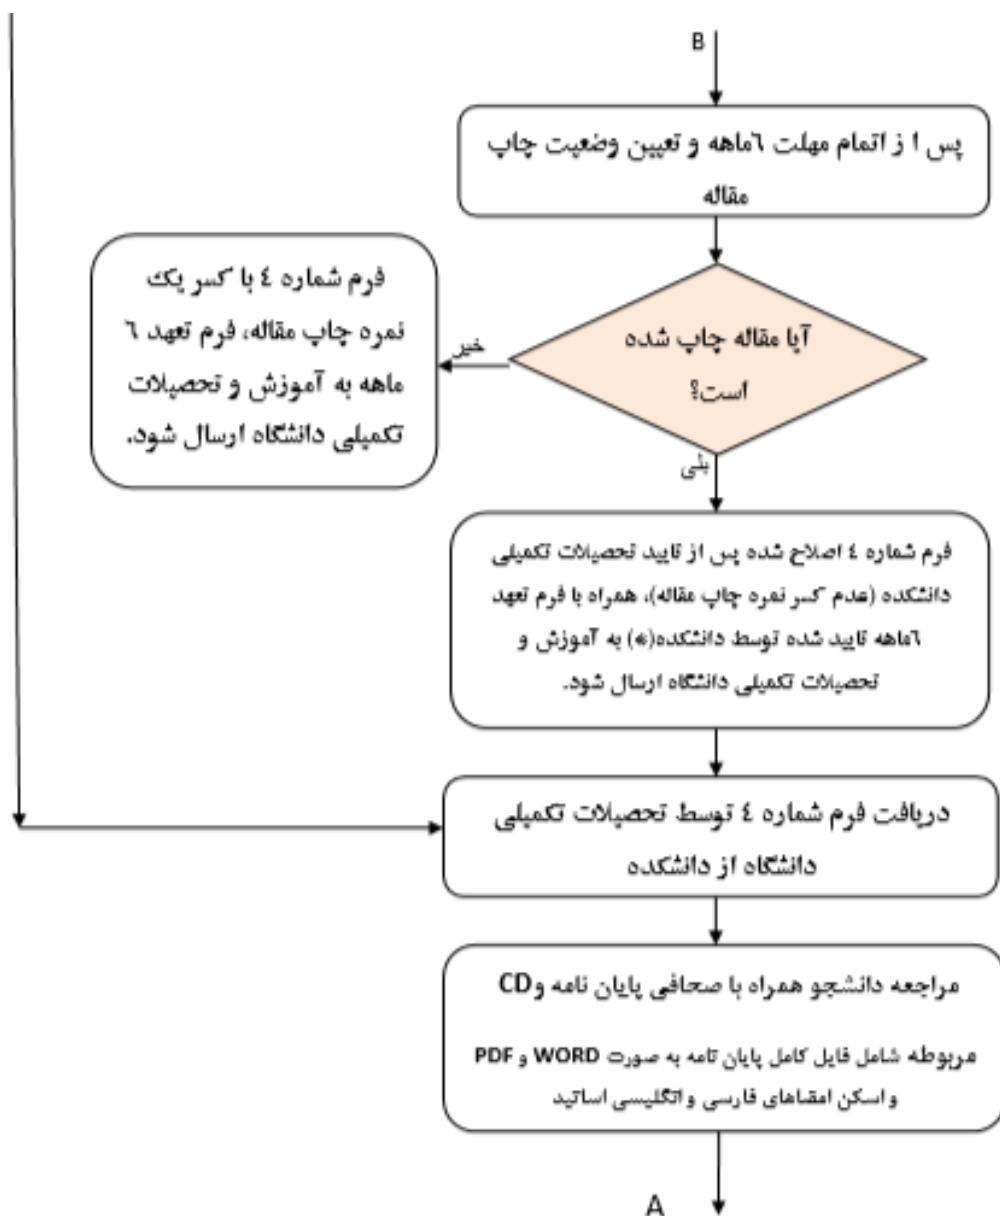 B
پس ا ز اتمام مهلت ٦ماهه و تعیین وضعیت چاپ
مقاله
آیا مقاله چاپ شده
است؟
خیر
فرم شماره ٤ با کسر یک
نمره چاپ مقاله، فرم تعهد ٦
ماهه به آموزش و تحصیلات
تکمیلی دانشگاه ارسال شود.
بلی
فرم شماره ٤ اصلاح شده پس از تایید تحصیلات تکمیلی
دانشکده (عدم کسر نمره چاپ مقاله)، همراه با فرم تعهد
٦ماهه تایید شده توسط دانشکده(*) به آموزش و
تحصیلات تکمیلی دانشگاه ارسال شود.
دریافت فرم شماره ٤ توسط تحصیلات تکمیلی
دانشگاه از دانشکده
مراجعه دانشجو همراه با صحافی پایان نامه وCD
مربوطه شامل فایل کامل پایان نامه به صورت WORD و PDF
و اسکن امضاهای فارسی و انگلیسی اساتید
A